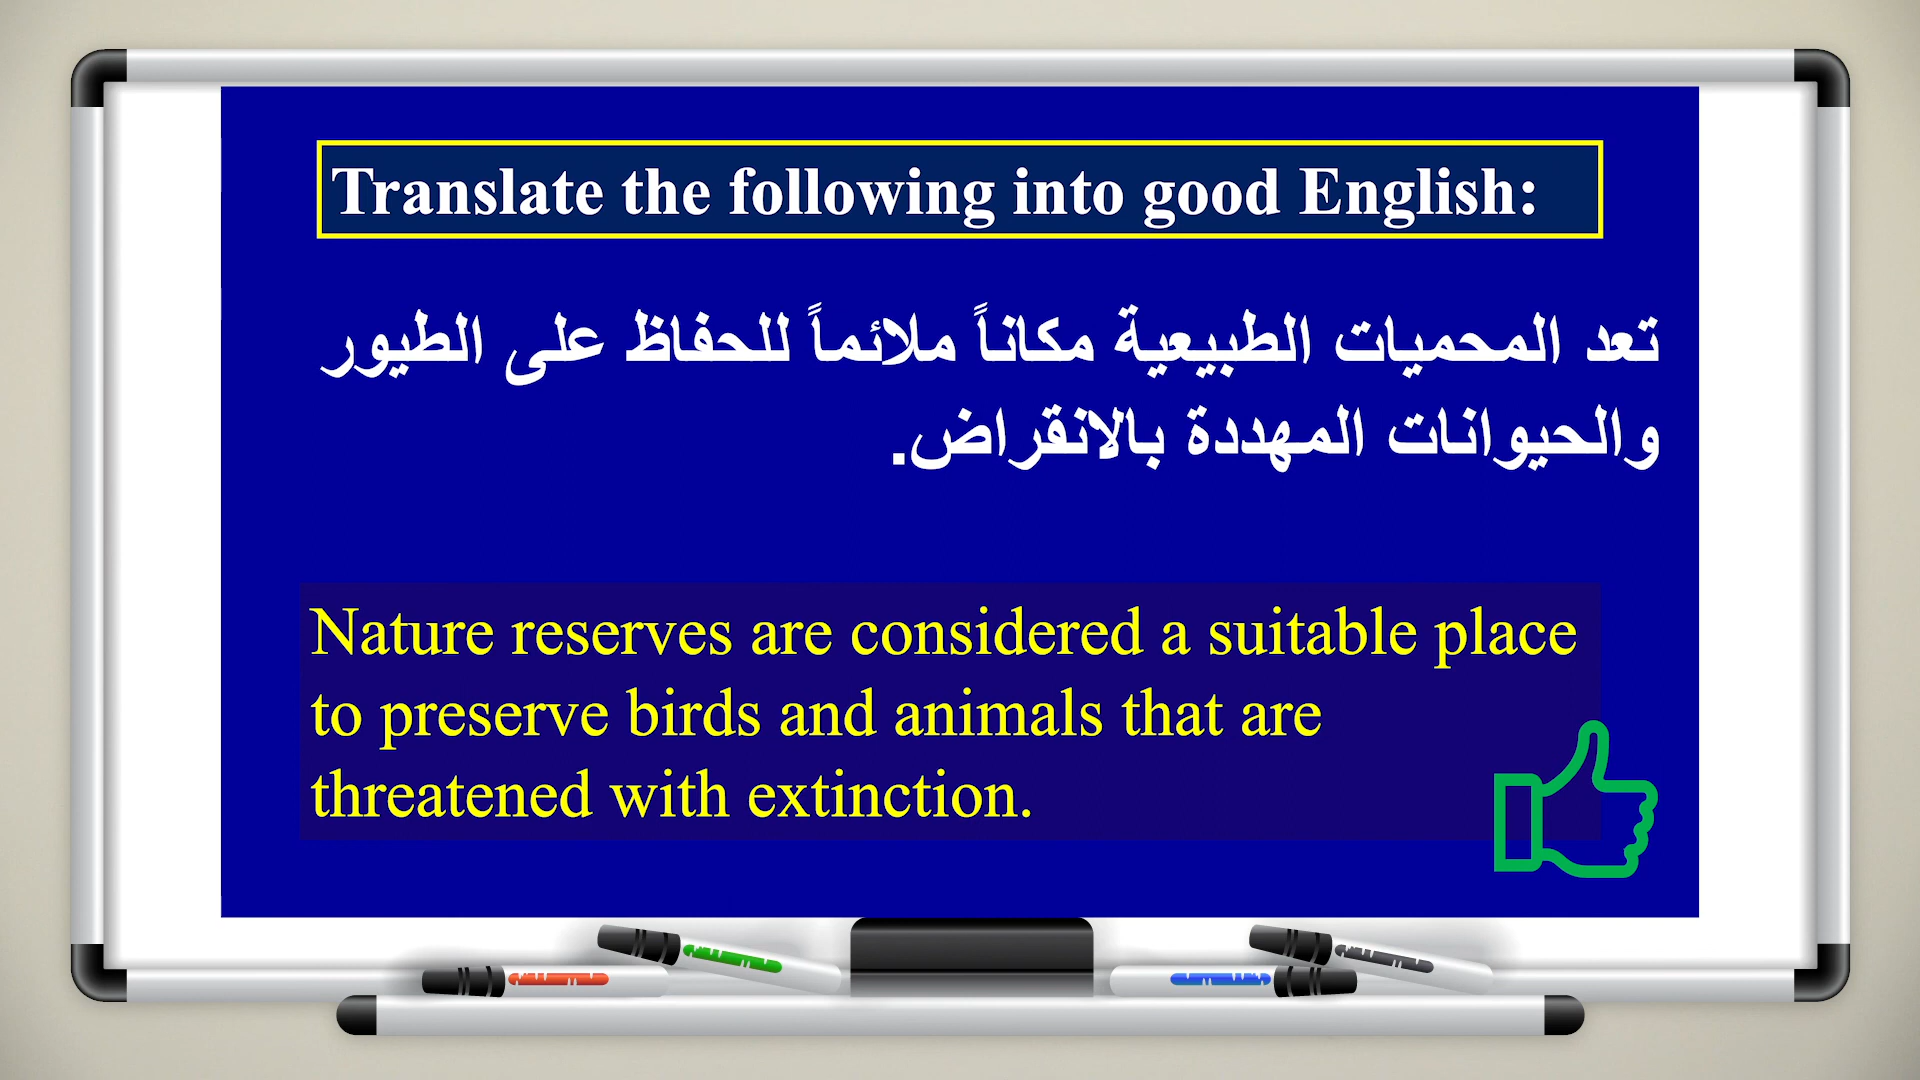 Translate the following into good English:
تعد المحميات الطبيعية مكاناً ملائماً للحفاظ على الطيور
والحيوانات المهددة بالانقراض.
Nature reserves are considered a suitable place
to preserve birds and animals that are
threatened with extinction.